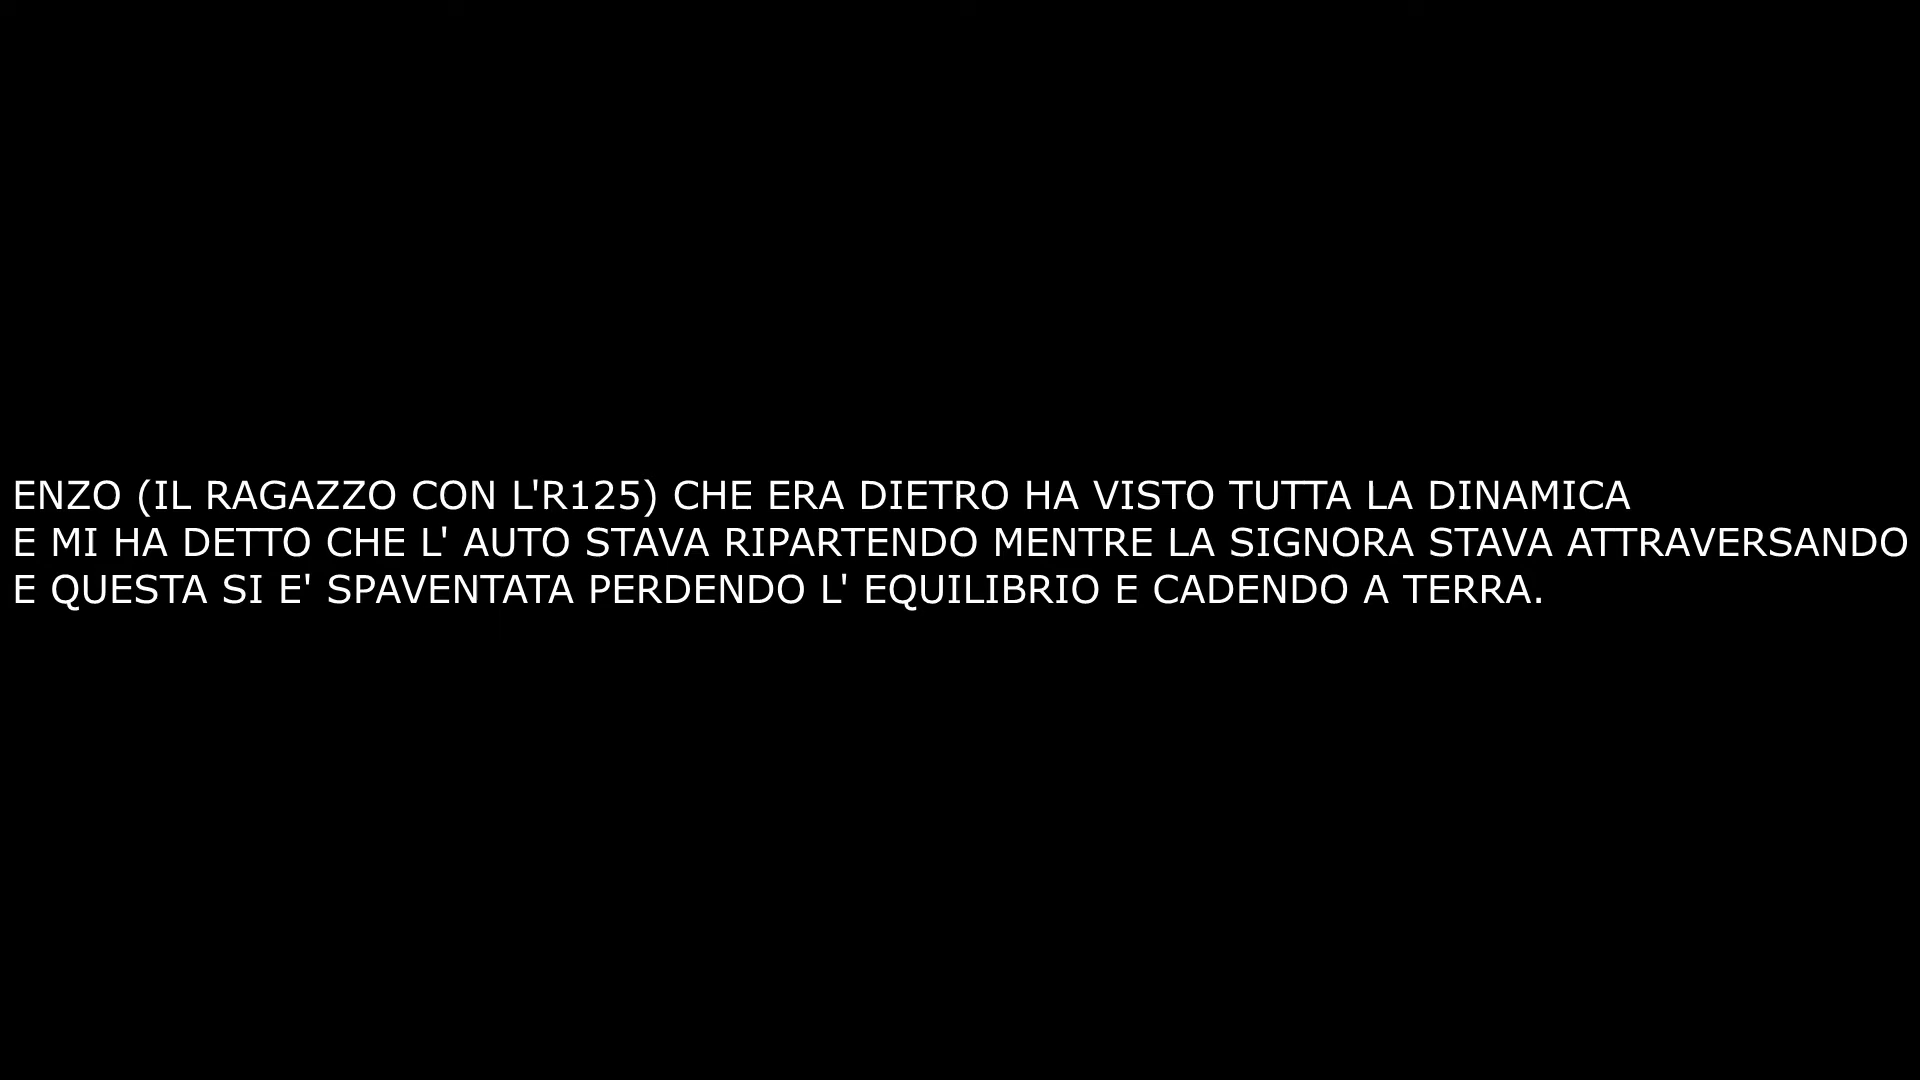 ENZO (IL RAGAZZO CON L'R125) CHE ERA DIETRO HA VISTO TUTTA LA DINAMICA
E MI HA DETTO CHE L' AUTO STAVA RIPARTENDO MENTRE LA SIGNORA STAVA ATTRAVERSANDO
E QUESTA SI E' SPAVENTATA PERDENDO L' EQUILIBRIO E CADENDO A TERRA.